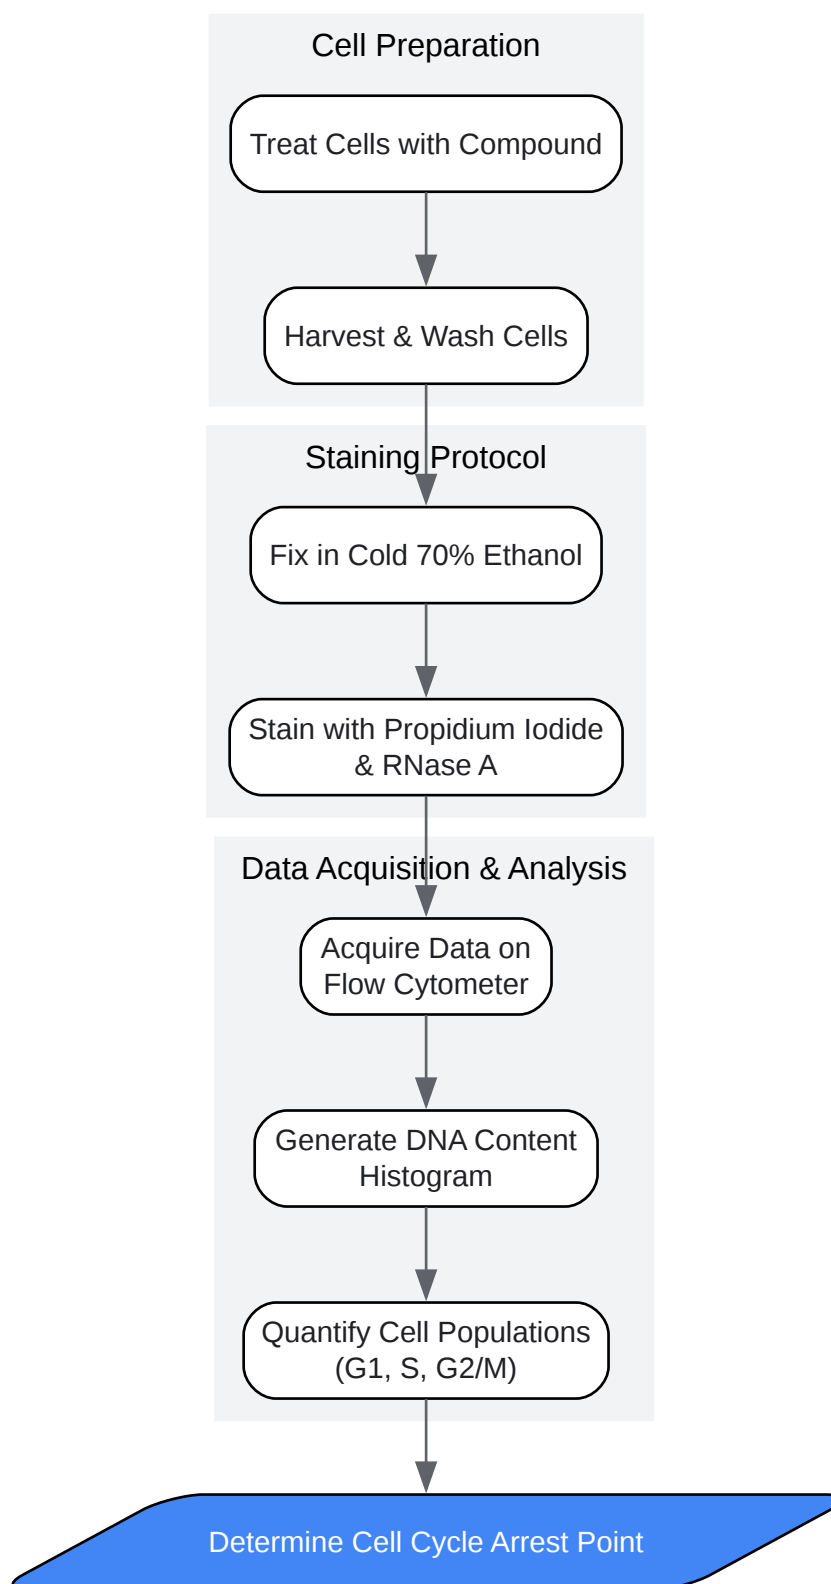 Cell Preparation
Treat Cells with Compound
Harvest & Wash Cells
Staining Protocol
Fix in Cold 70% Ethanol
Stain with Propidium Iodide
& RNase A
Data Acquisition & Analysis
Acquire Data on
Flow Cytometer
Generate DNA Content
Histogram
Quantify Cell Populations
(G1, S, G2/M)
Determine Cell Cycle Arrest Point